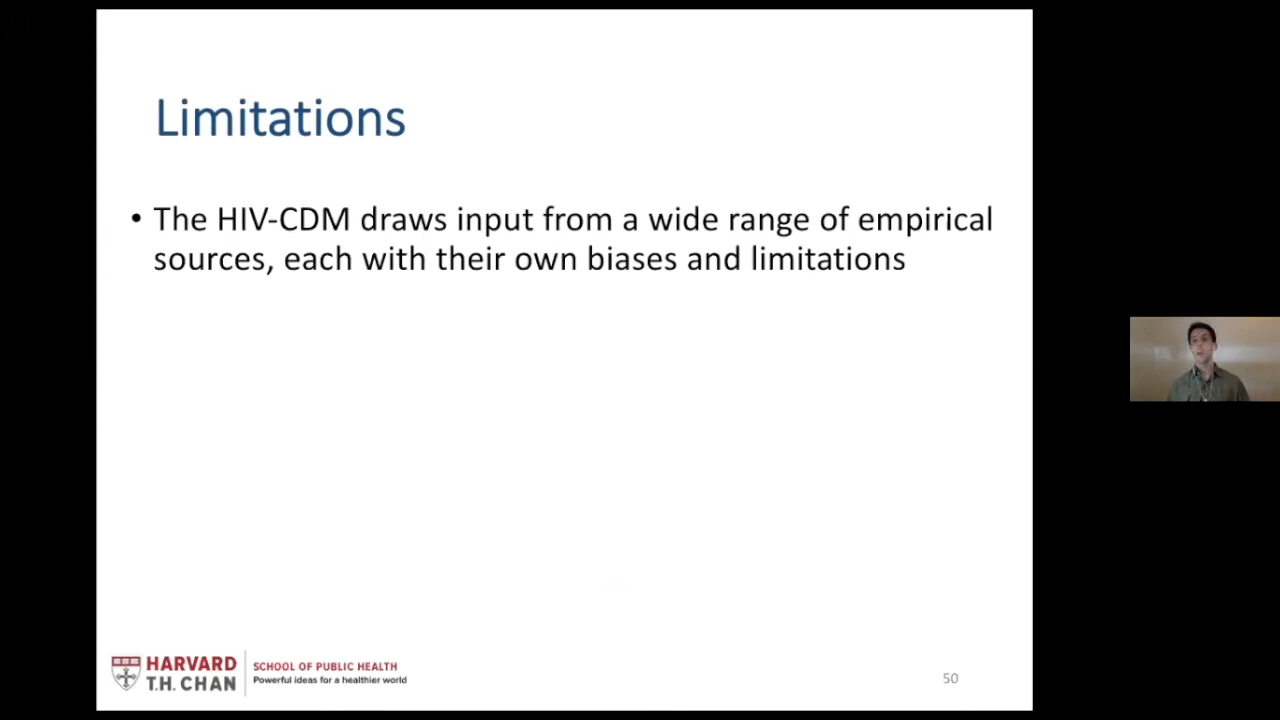 Limitations
• The HIV-CDM draws input from a wide range of empirical
sources, each with their own biases and limitations
HARVARD
T.H. CHAN
SCHOOL OF PUBLIC HEALTH
Powerful ideas for a healthier world
50